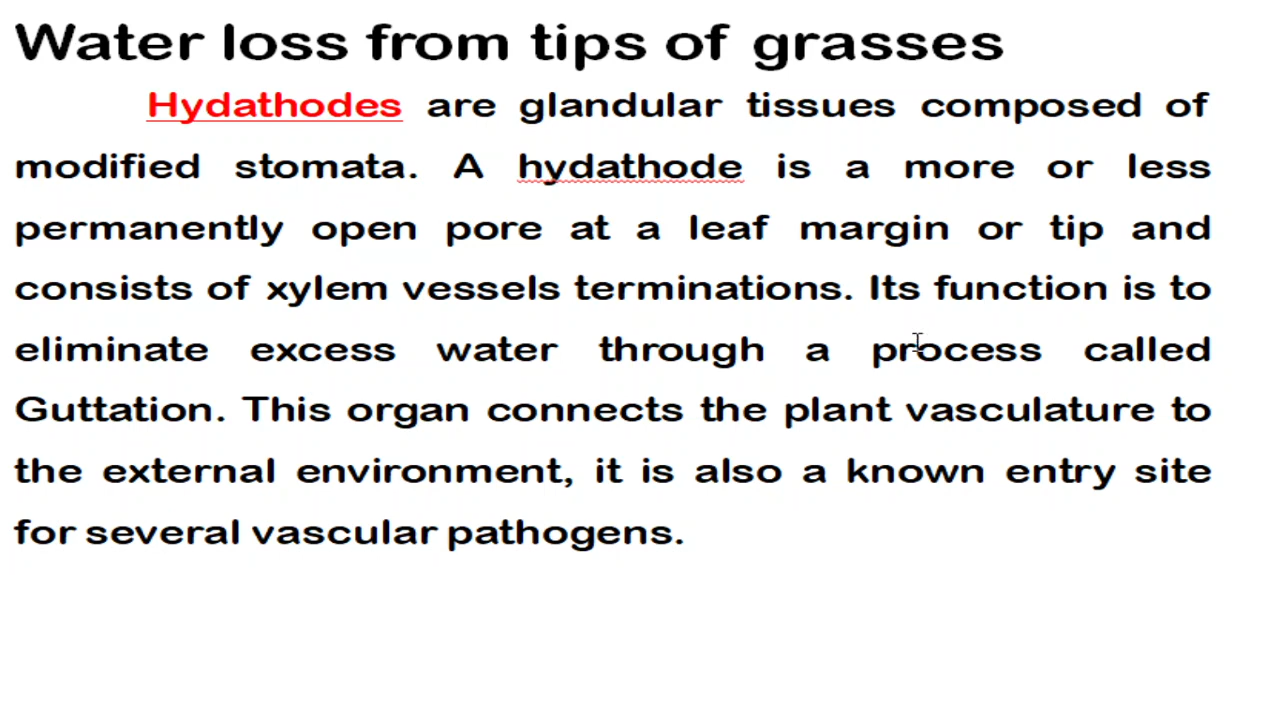 Water loss from tips of grasses
Hydathodes are glandular tissues composed of
modified stomata. A hydathode is a more or less
permanently open pore at a leaf margin or tip and
consists of xylem vessels terminations. Its function is to
eliminate excess water through a process called
Guttation. This organ connects the plant vasculature to
the external environment, it is also a known entry site
for several vascular pathogens.